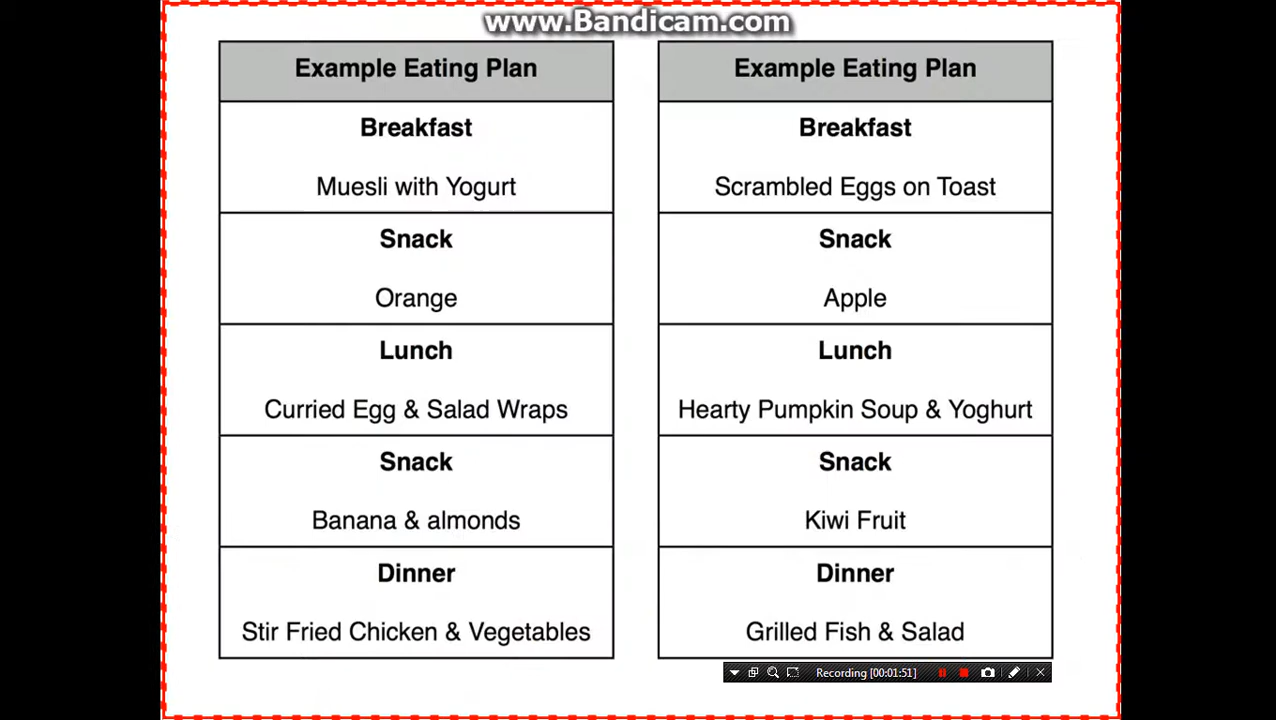 www.Bandicam.com
Example Eating Plan
Breakfast
Muesli with Yogurt
Snack
Orange
Lunch
Curried Egg & Salad Wraps
Snack
Banana & almonds
Dinner
Stir Fried Chicken & Vegetables
Example Eating Plan
Breakfast
Scrambled Eggs on Toast
Snack
Apple
Lunch
Hearty Pumpkin Soup & Yoghurt
Snack
Kiwi Fruit
Dinner
Grilled Fish & Salad
Recording [00:01:51]